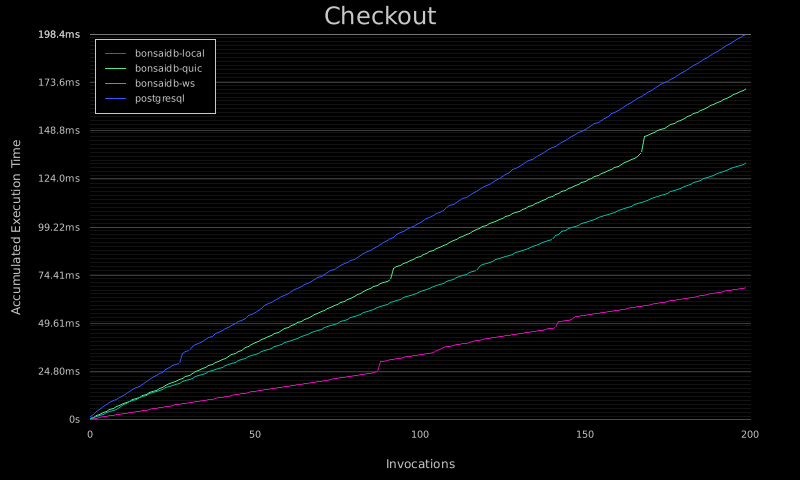 Checkout
198.4ms
173.6ms
148.8ms
124.0ms
99.22ms
74.41ms
49.61ms
24.80ms
0s
Accumulated Execution Time
bonsaidb-local
bonsaidb-quic
bonsaidb-ws
postgresql
0
50
100
150
200
Invocations